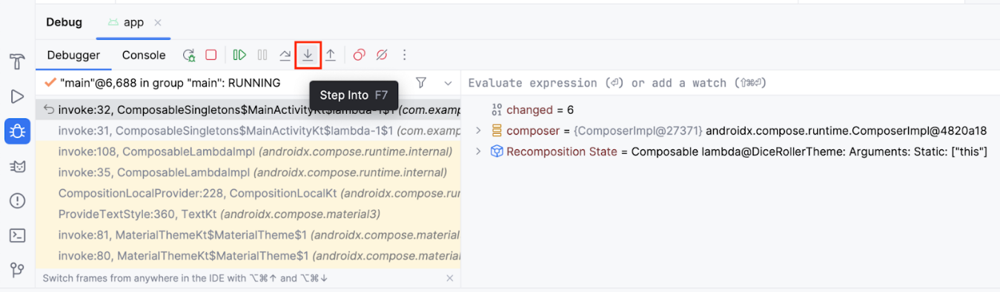 Debug app
Debugger Console
"main"@6,688 in group "main": RUNNING
Step Into F7
Evaluate expression (⏎) or add a watch (⇧⌘⏎)
invoke:32, ComposableSingletons$MainActivityKt$lambda-1$1 (com.examp
invoke:31, ComposableSingletons$MainActivityKt$lambda-1$1 (com.examp
invoke:108, ComposableLambdaImpl (androidx.compose.runtime.internal)
invoke:35, ComposableLambdaImpl (androidx.compose.runtime.internal)
CompositionLocalProvider:228, CompositionLocalKt (androidx.compose.run
ProvideTextStyle:360, TextKt (androidx.compose.material3)
invoke:81, MaterialThemeKt$MaterialTheme$1 (androidx.compose.material
invoke:80, MaterialThemeKt$MaterialTheme$1 (androidx.compose.material
Switch frames from anywhere in the IDE with ⌥⌘↑ and ⌥⌘↓
changed = 6
composer = {ComposerImpl@27371} androidx.compose.runtime.ComposerImpl@4820a18
Recomposition State = Composable lambda@DiceRollerTheme: Arguments: Static: ["this"]